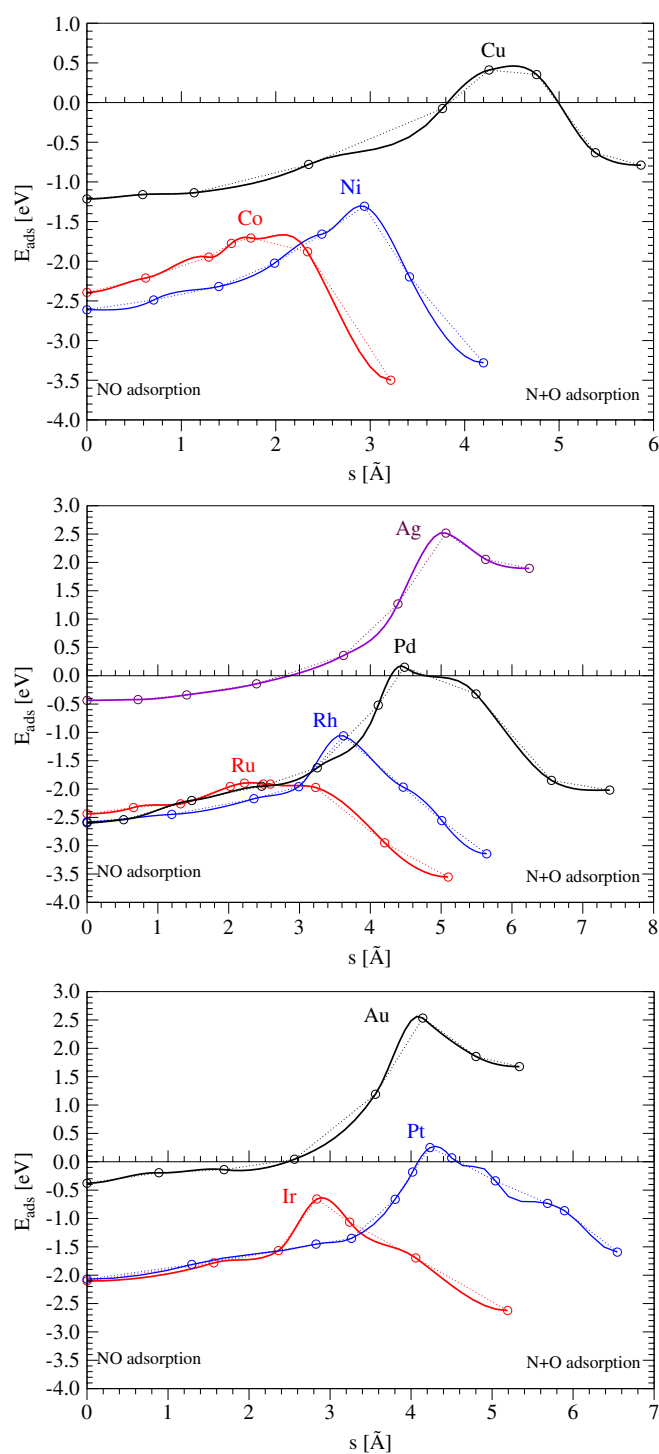 1.0
0.5
0.0
-0.5
-1.0
-1.5
-2.0
-2.5
-3.0
-3.5
-4.0
E_ads [eV]
Cu
Ni
Co
NO adsorption
N+O adsorption
0 1 2 3 4 5 6
s [Ã]
3.0
2.5
2.0
1.5
1.0
0.5
0.0
-0.5
-1.0
-1.5
-2.0
-2.5
-3.0
-3.5
-4.0
E_ads [eV]
Ag
Pd
Rh
Ru
NO adsorption
N+O adsorption
0 1 2 3 4 5 6 7 8
s [Ã]
3.0
2.5
2.0
1.5
1.0
0.5
0.0
-0.5
-1.0
-1.5
-2.0
-2.5
-3.0
-3.5
-4.0
E_ads [eV]
Au
Pt
Ir
NO adsorption
N+O adsorption
0 1 2 3 4 5 6 7
s [Ã]